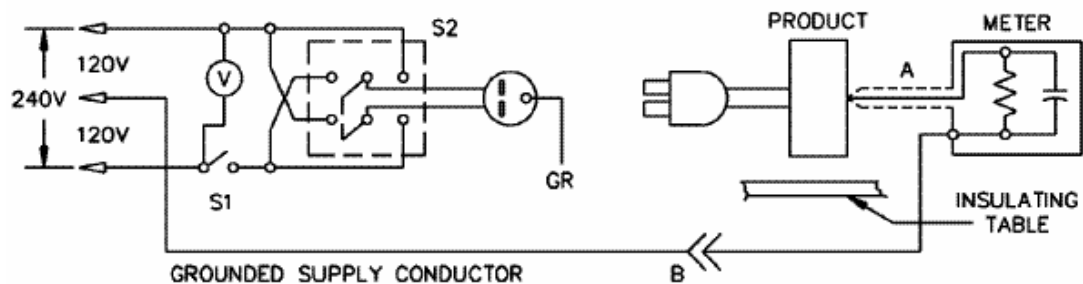 S2
PRODUCT
METER
120V
V
A
240V
120V
GR
S1
INSULATING
TABLE
GROUNDED SUPPLY CONDUCTOR
B